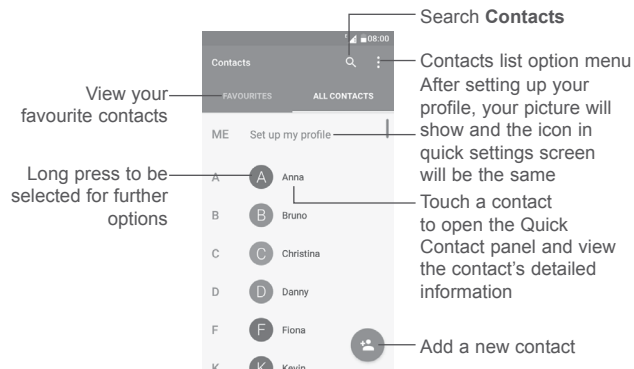 Search Contacts
08:00
Contacts
Contacts list option menu
FAVOURITES
ALL CONTACTS
View your
favourite contacts
After setting up your
profile, your picture will
show and the icon in
quick settings screen
will be the same
ME Set up my profile
Long press to be
selected for further
options
A A Anna
Touch a contact
to open the Quick
Contact panel and view
the contact's detailed
information
B B Bruno
C C Christina
D D Danny
F F Fiona
Add a new contact
K K Kevin